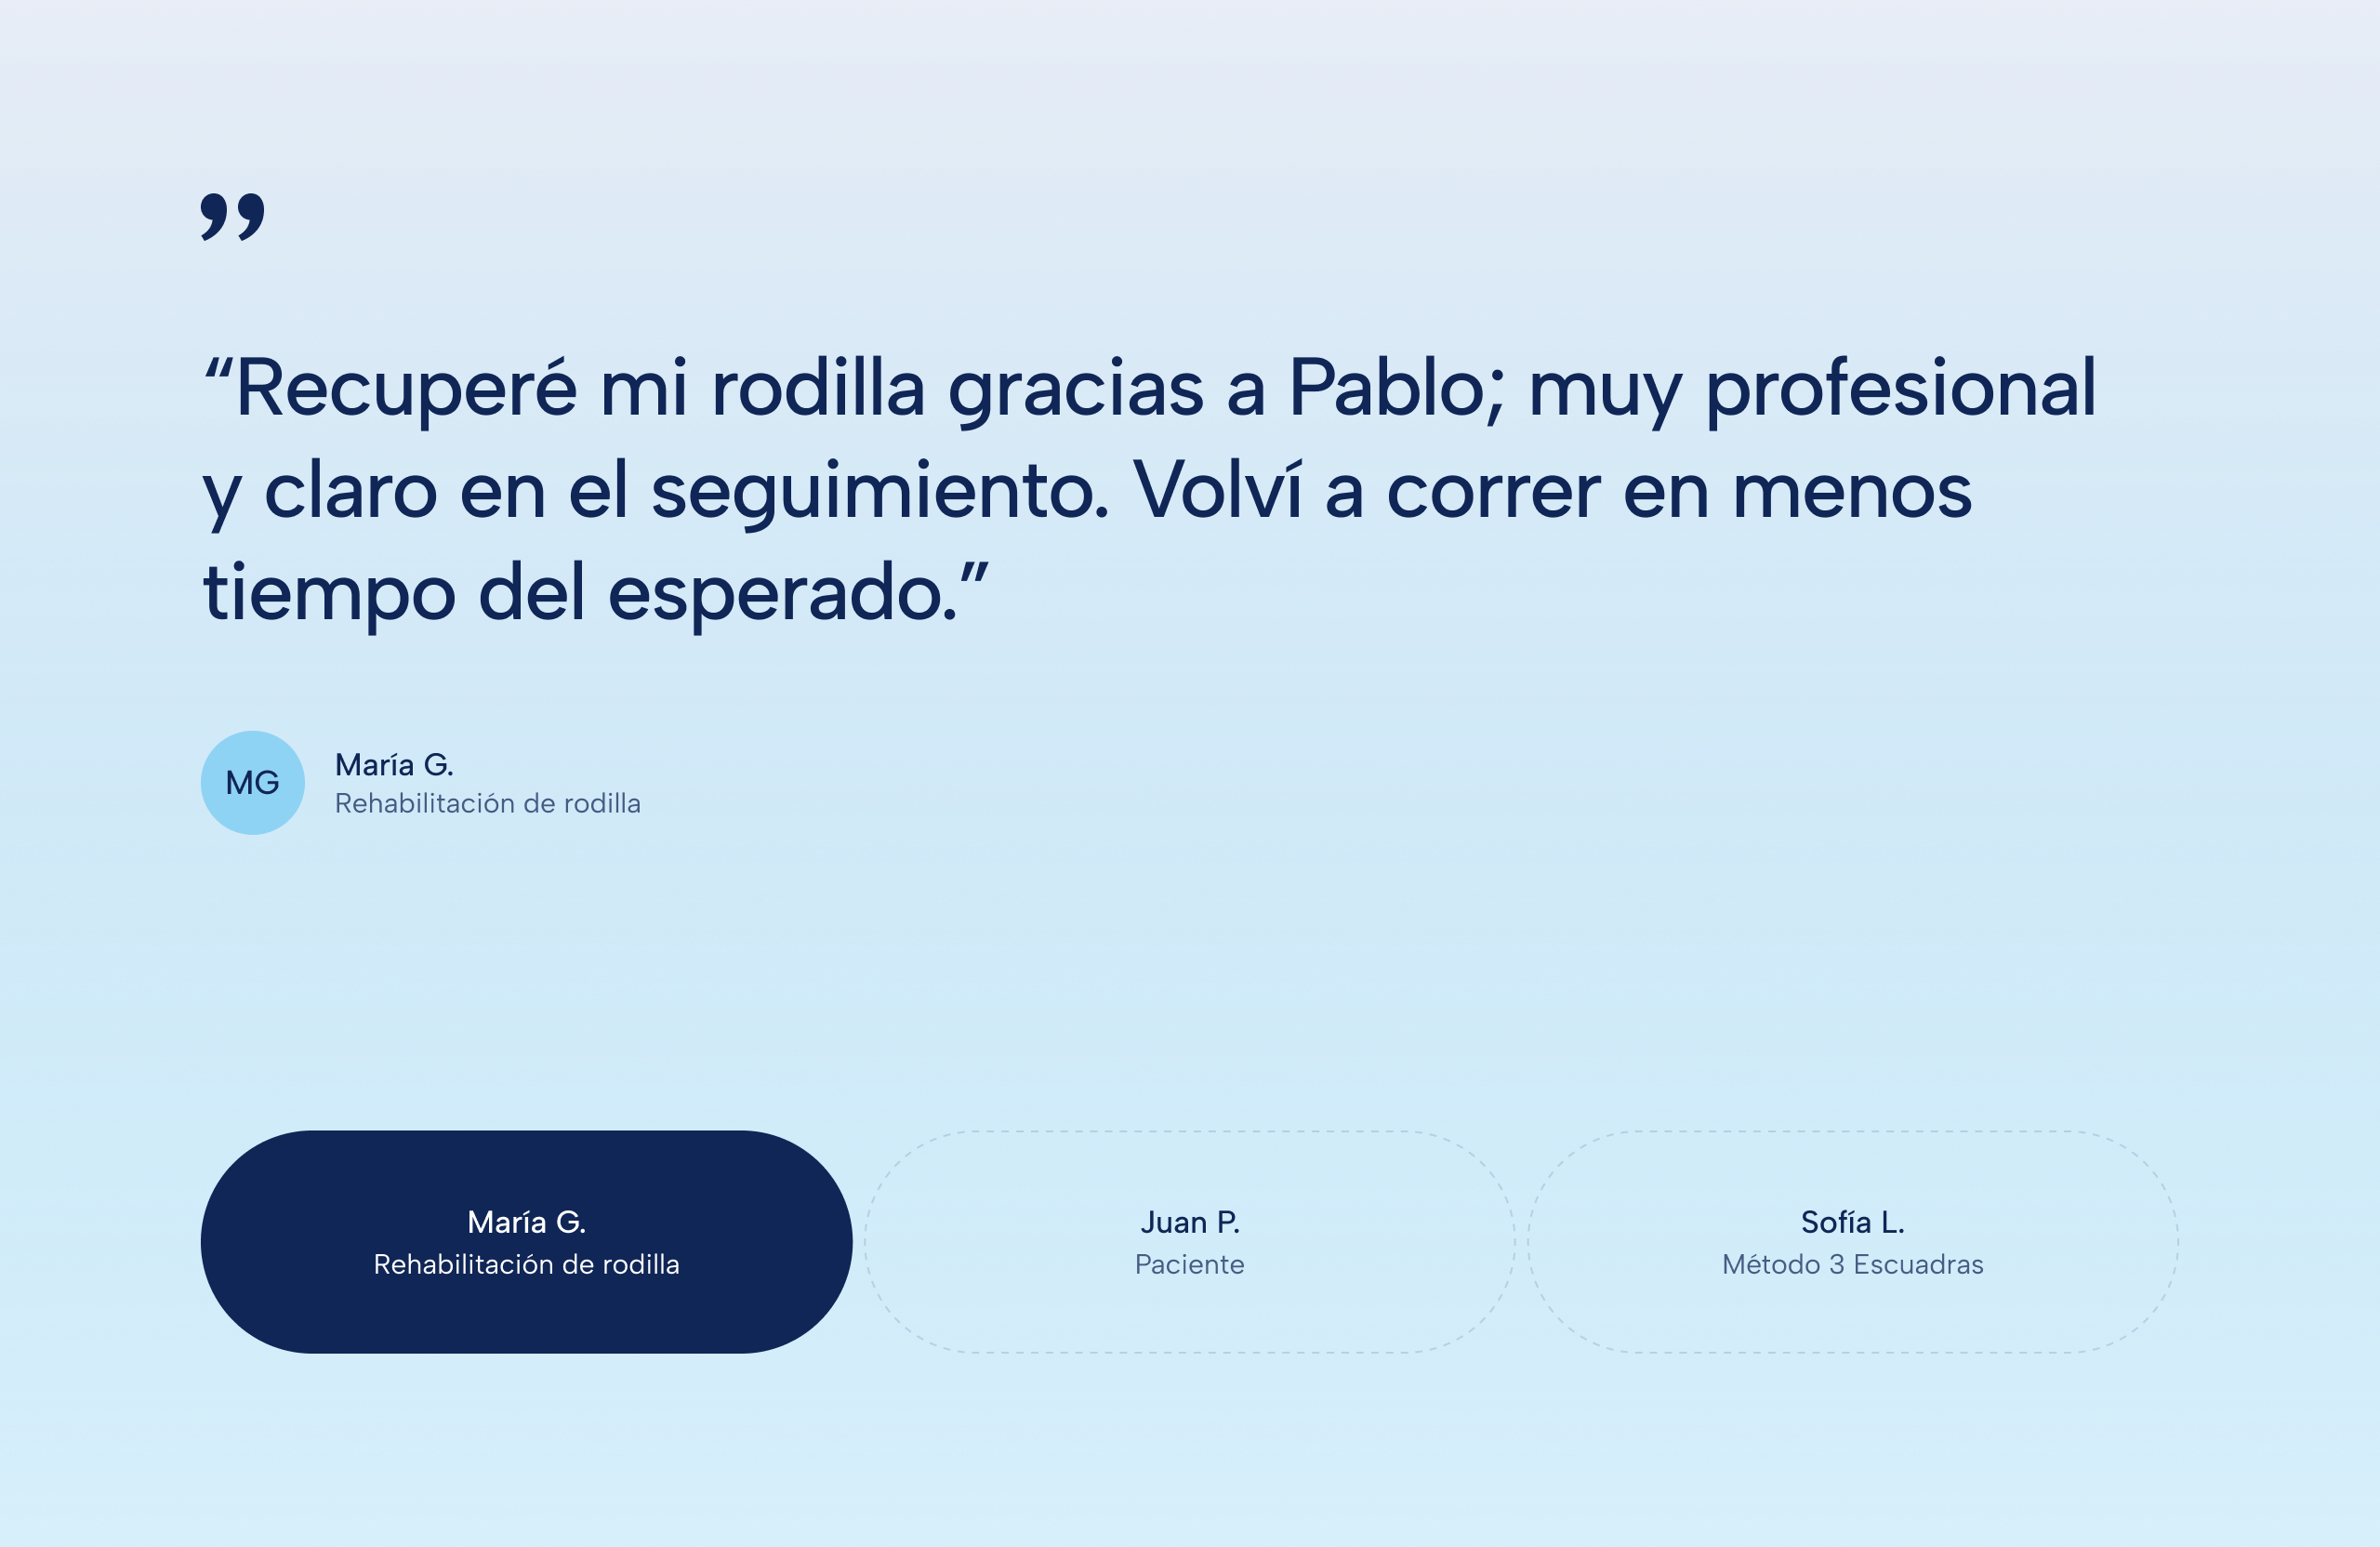 ”
“Recuperé mi rodilla gracias a Pablo; muy profesional
y claro en el seguimiento. Volví a correr en menos
tiempo del esperado.”
MG
María G.
Rehabilitación de rodilla
María G.
Rehabilitación de rodilla
Juan P.
Paciente
Sofía L.
Método 3 Escuadras